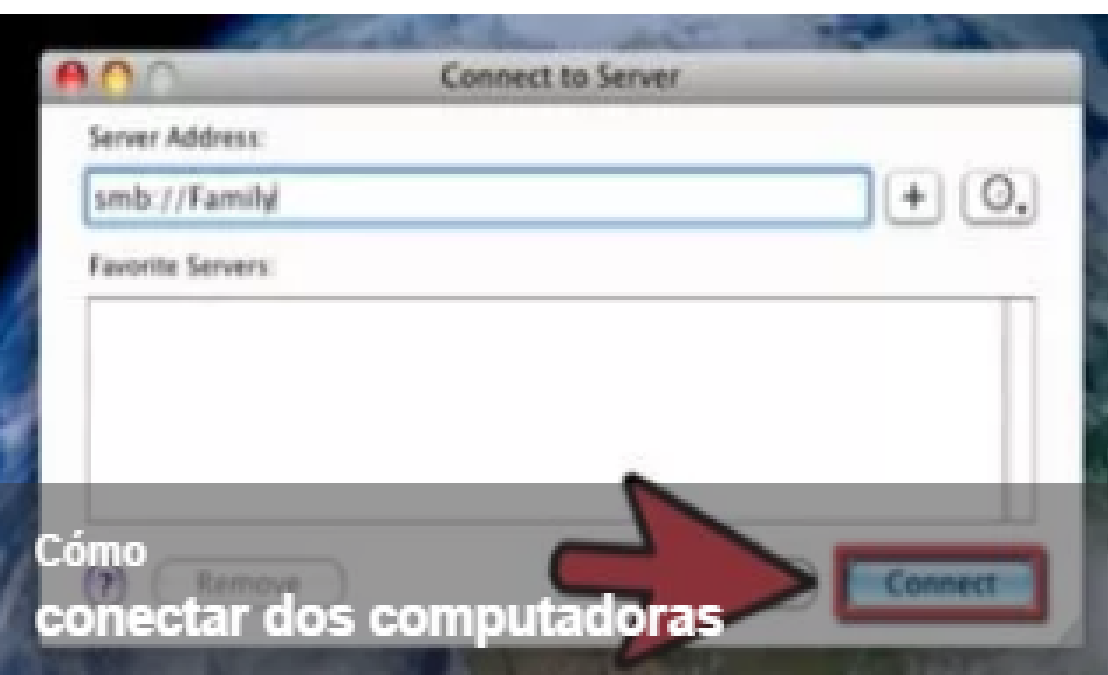 Connect to Server
Server Address:
smb://Family
+
Favorite Servers:
Cómo
? Remove Connect
conectar dos computadoras